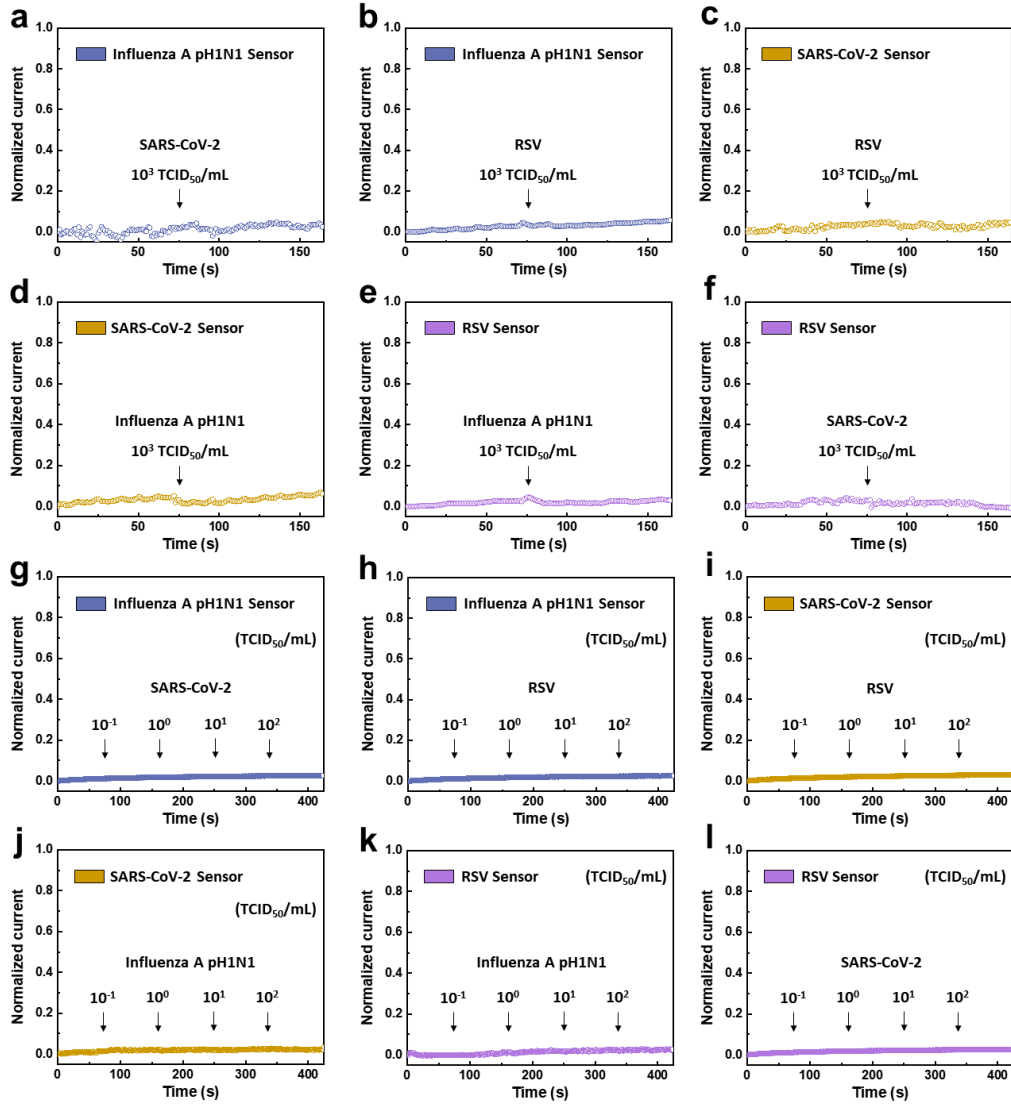 a
1.0
0.8
0.6
0.4
0.2
0.0
Normalized current
Influenza A pH1N1 Sensor
SARS-CoV-2
10³ TCID₅₀/mL
0 50 100 150
Time (s)
b
1.0
0.8
0.6
0.4
0.2
0.0
Normalized current
Influenza A pH1N1 Sensor
RSV
10³ TCID₅₀/mL
0 50 100 150
Time (s)
c
1.0
0.8
0.6
0.4
0.2
0.0
Normalized current
SARS-CoV-2 Sensor
RSV
10³ TCID₅₀/mL
0 50 100 150
Time (s)
d
1.0
0.8
0.6
0.4
0.2
0.0
Normalized current
SARS-CoV-2 Sensor
Influenza A pH1N1
10³ TCID₅₀/mL
0 50 100 150
Time (s)
e
1.0
0.8
0.6
0.4
0.2
0.0
Normalized current
RSV Sensor
Influenza A pH1N1
10³ TCID₅₀/mL
0 50 100 150
Time (s)
f
1.0
0.8
0.6
0.4
0.2
0.0
Normalized current
RSV Sensor
SARS-CoV-2
10³ TCID₅₀/mL
0 50 100 150
Time (s)
g
1.0
0.8
0.6
0.4
0.2
0.0
Normalized current
Influenza A pH1N1 Sensor
(TCID₅₀/mL)
SARS-CoV-2
10⁻¹ 10⁰ 10¹ 10²
0 100 200 300 400
Time (s)
h
1.0
0.8
0.6
0.4
0.2
0.0
Normalized current
Influenza A pH1N1 Sensor
(TCID₅₀/mL)
RSV
10⁻¹ 10⁰ 10¹ 10²
0 100 200 300 400
Time (s)
i
1.0
0.8
0.6
0.4
0.2
0.0
Normalized current
SARS-CoV-2 Sensor
(TCID₅₀/mL)
RSV
10⁻¹ 10⁰ 10¹ 10²
0 100 200 300 400
Time (s)
j
1.0
0.8
0.6
0.4
0.2
0.0
Normalized current
SARS-CoV-2 Sensor
(TCID₅₀/mL)
Influenza A pH1N1
10⁻¹ 10⁰ 10¹ 10²
0 100 200 300 400
Time (s)
k
1.0
0.8
0.6
0.4
0.2
0.0
Normalized current
RSV Sensor (TCID₅₀/mL)
Influenza A pH1N1
10⁻¹ 10⁰ 10¹ 10²
0 100 200 300 400
Time (s)
l
1.0
0.8
0.6
0.4
0.2
0.0
Normalized current
RSV Sensor (TCID₅₀/mL)
SARS-CoV-2
10⁻¹ 10⁰ 10¹ 10²
0 100 200 300 400
Time (s)